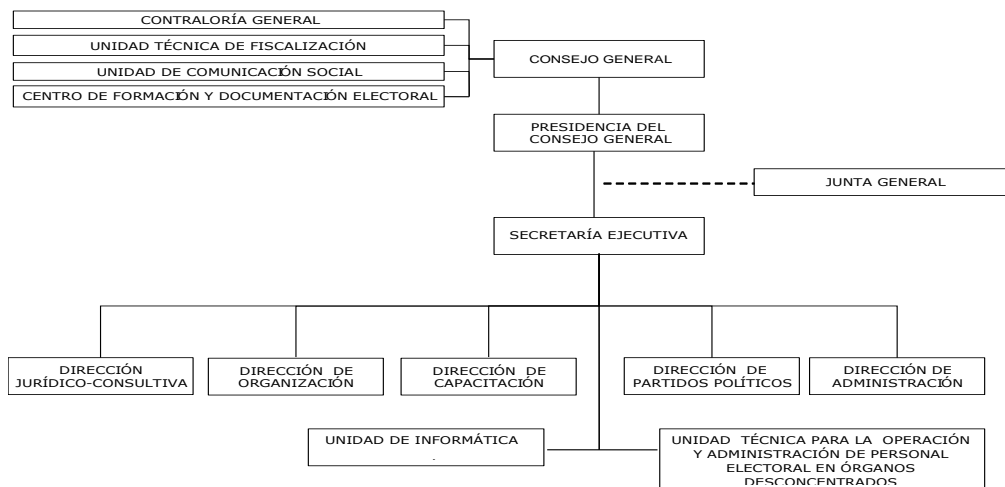 CONTRALORÍA GENERAL
UNIDAD TÉCNICA DE FISCALIZACIÓN
UNIDAD DE COMUNICACIÓN SOCIAL
CENTRO DE FORMACIÓN Y DOCUMENTACIÓN ELECTORAL
CONSEJO GENERAL
PRESIDENCIA DEL
CONSEJO GENERAL
JUNTA GENERAL
SECRETARÍA EJECUTIVA
DIRECCIÓN
JURÍDICO-CONSULTIVA
DIRECCIÓN DE
ORGANIZACIÓN
DIRECCIÓN DE
CAPACITACIÓN
DIRECCIÓN DE
PARTIDOS POLÍTICOS
DIRECCIÓN DE
ADMINISTRACIÓN
UNIDAD DE INFORMÁTICA
.
UNIDAD TÉCNICA PARA LA OPERACIÓN
Y ADMINISTRACIÓN DE PERSONAL
ELECTORAL EN ÓRGANOS
DESCONCENTRADOS